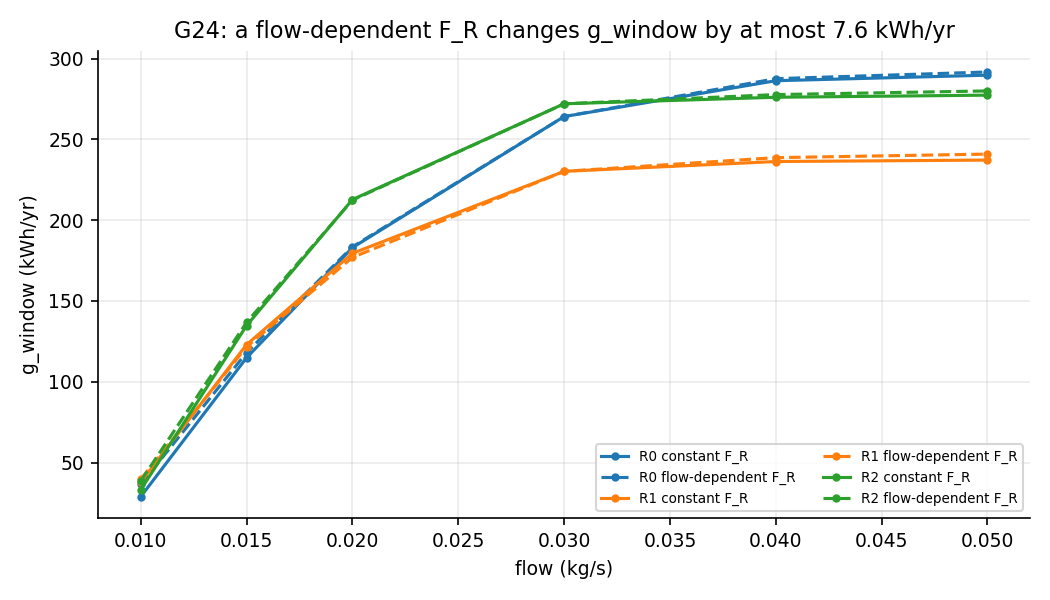 G24: a flow-dependent F_R changes g_window by at most 7.6 kWh/yr
g_window (kWh/yr)
300
250
200
150
100
50
0.010 0.015 0.020 0.025 0.030 0.035 0.040 0.045 0.050
flow (kg/s)
R0 constant F_R
R0 flow-dependent F_R
R1 constant F_R
R1 flow-dependent F_R
R2 constant F_R
R2 flow-dependent F_R